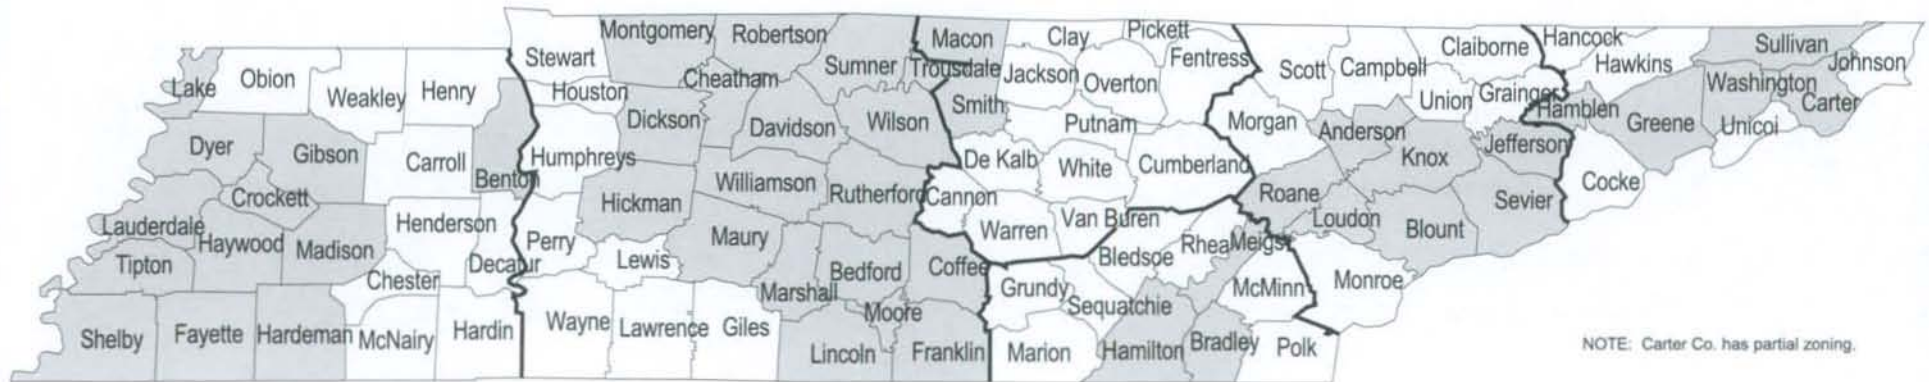 Stewart
Montgomery
Robertson
Sumner
Macon
Clay
Pickett
Fentress
Scott
Campbell
Claiborne
Hancock
Hawkins
Sullivan
Johnson
Lake
Obion
Weakley
Henry
Houston
Cheatham
Trousdale
Jackson
Overton
Union
Grainger
Hamblen
Washington
Carter
Greene
Unicoi
Dickson
Davidson
Wilson
Smith
Putnam
Morgan
Anderson
Knox
Jefferson
Dyer
Gibson
Carroll
Benton
Humphreys
Williamson
Rutherford
De Kalb
White
Cumberland
Cannon
Roane
Loudon
Blount
Sevier
Cocke
Crockett
Lauderdale
Haywood
Madison
Henderson
Decatur
Perry
Hickman
Lewis
Maury
Warren
Van Buren
Bledsoe
Rhea
Meigs
Tipton
Chester
Marshall
Bedford
Coffee
Grundy
Sequatchie
McMinn
Monroe
Moore
Shelby
Fayette
Hardeman
McNairy
Hardin
Wayne
Lawrence
Giles
Lincoln
Franklin
Marion
Hamilton
Bradley
Polk
NOTE: Carter Co. has partial zoning.